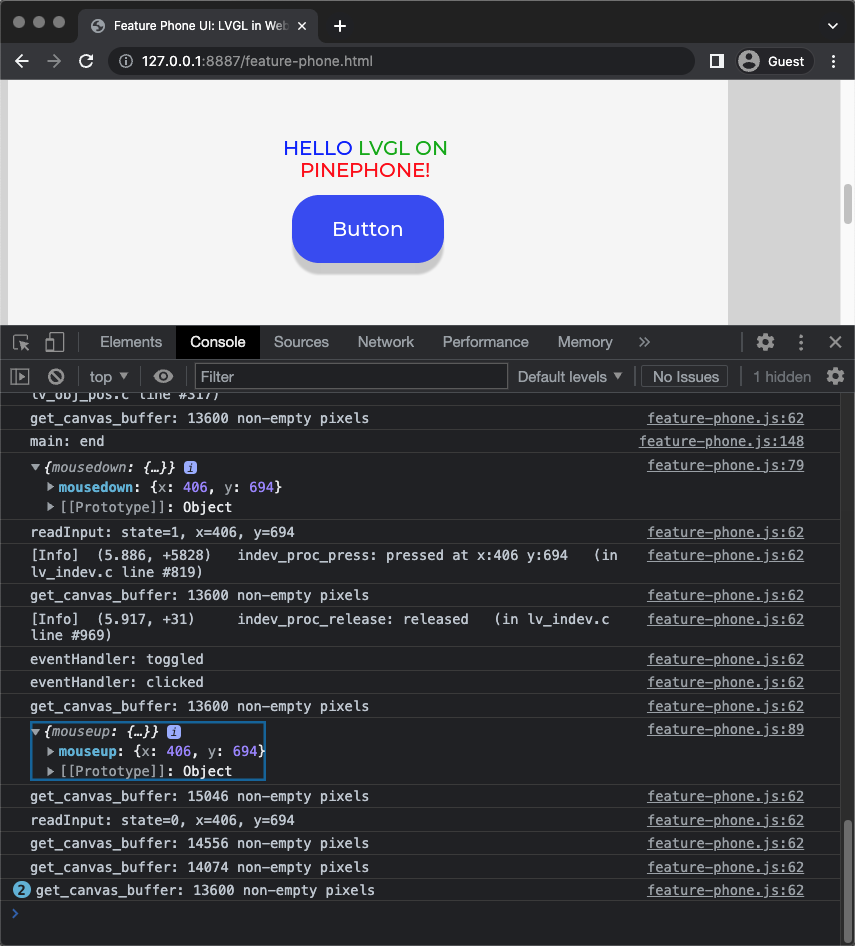 Feature Phone UI: LVGL in Web
127.0.0.1:8887/feature-phone.html
Guest
HELLO LVGL ON
PINEPHONE!
Button
Elements Console Sources Network Performance Memory »
top Filter Default levels No Issues 1 hidden
lv_obj_pos.c line #317)
get_canvas_buffer: 13600 non-empty pixels feature-phone.js:62
main: end feature-phone.js:148
{mousedown: {…}} i feature-phone.js:79
mousedown: {x: 406, y: 694}
[[Prototype]]: Object
readInput: state=1, x=406, y=694 feature-phone.js:62
[Info] (5.886, +5828) indev_proc_press: pressed at x:406 y:694 (in feature-phone.js:62
lv_indev.c line #819)
get_canvas_buffer: 13600 non-empty pixels feature-phone.js:62
[Info] (5.917, +31) indev_proc_release: released (in lv_indev.c feature-phone.js:62
line #969)
eventHandler: toggled feature-phone.js:62
eventHandler: clicked feature-phone.js:62
get_canvas_buffer: 13600 non-empty pixels feature-phone.js:62
{mouseup: {…}} i feature-phone.js:89
mouseup: {x: 406, y: 694}
[[Prototype]]: Object
get_canvas_buffer: 15046 non-empty pixels feature-phone.js:62
readInput: state=0, x=406, y=694 feature-phone.js:62
get_canvas_buffer: 14556 non-empty pixels feature-phone.js:62
get_canvas_buffer: 14074 non-empty pixels feature-phone.js:62
2 get_canvas_buffer: 13600 non-empty pixels feature-phone.js:62